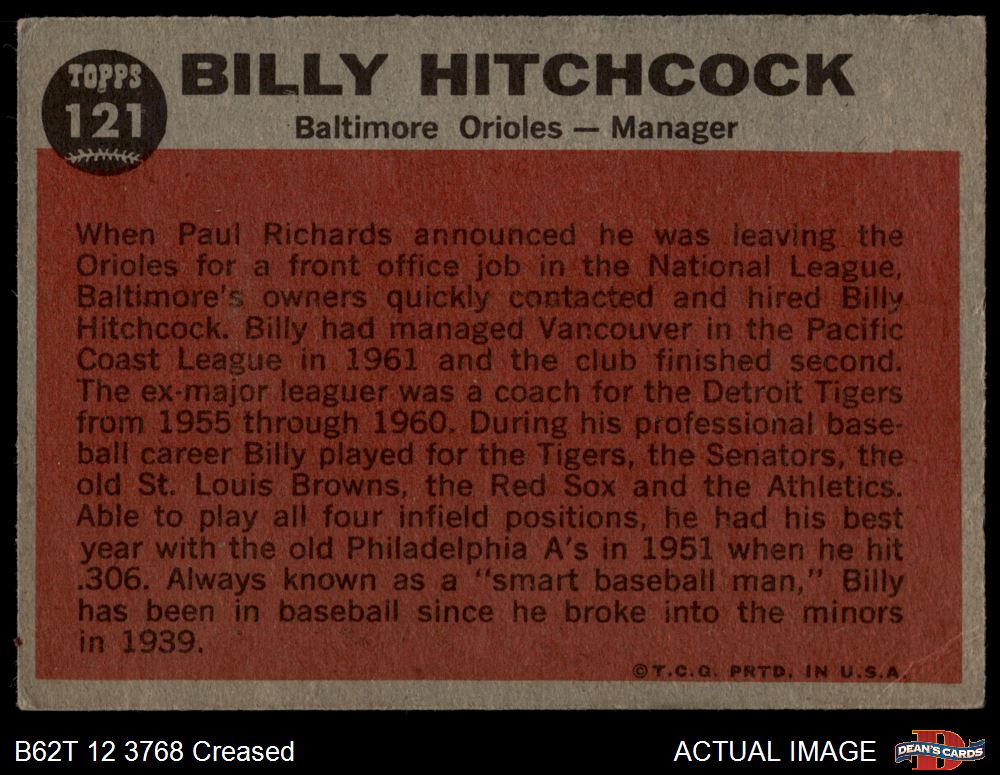 TOPPS
121
BILLY HITCHCOCK
Baltimore Orioles — Manager
When Paul Richards announced he was leaving the
Orioles for a front office job in the National League,
Baltimore's owners quickly contacted and hired Billy
Hitchcock. Billy had managed Vancouver in the Pacific
Coast League in 1961 and the club finished second.
The ex-major leaguer was a coach for the Detroit Tigers
from 1955 through 1960. During his professional base-
ball career Billy played for the Tigers, the Senators, the
old St. Louis Browns, the Red Sox and the Athletics.
Able to play all four infield positions, he had his best
year with the old Philadelphia A's in 1951 when he hit
.306. Always known as a "smart baseball man," Billy
has been in baseball since he broke into the minors
in 1939.
©T.C.G. PRTD. IN U.S.A.
B62T 12 3768 Creased
ACTUAL IMAGE
DEAN'S CARDS